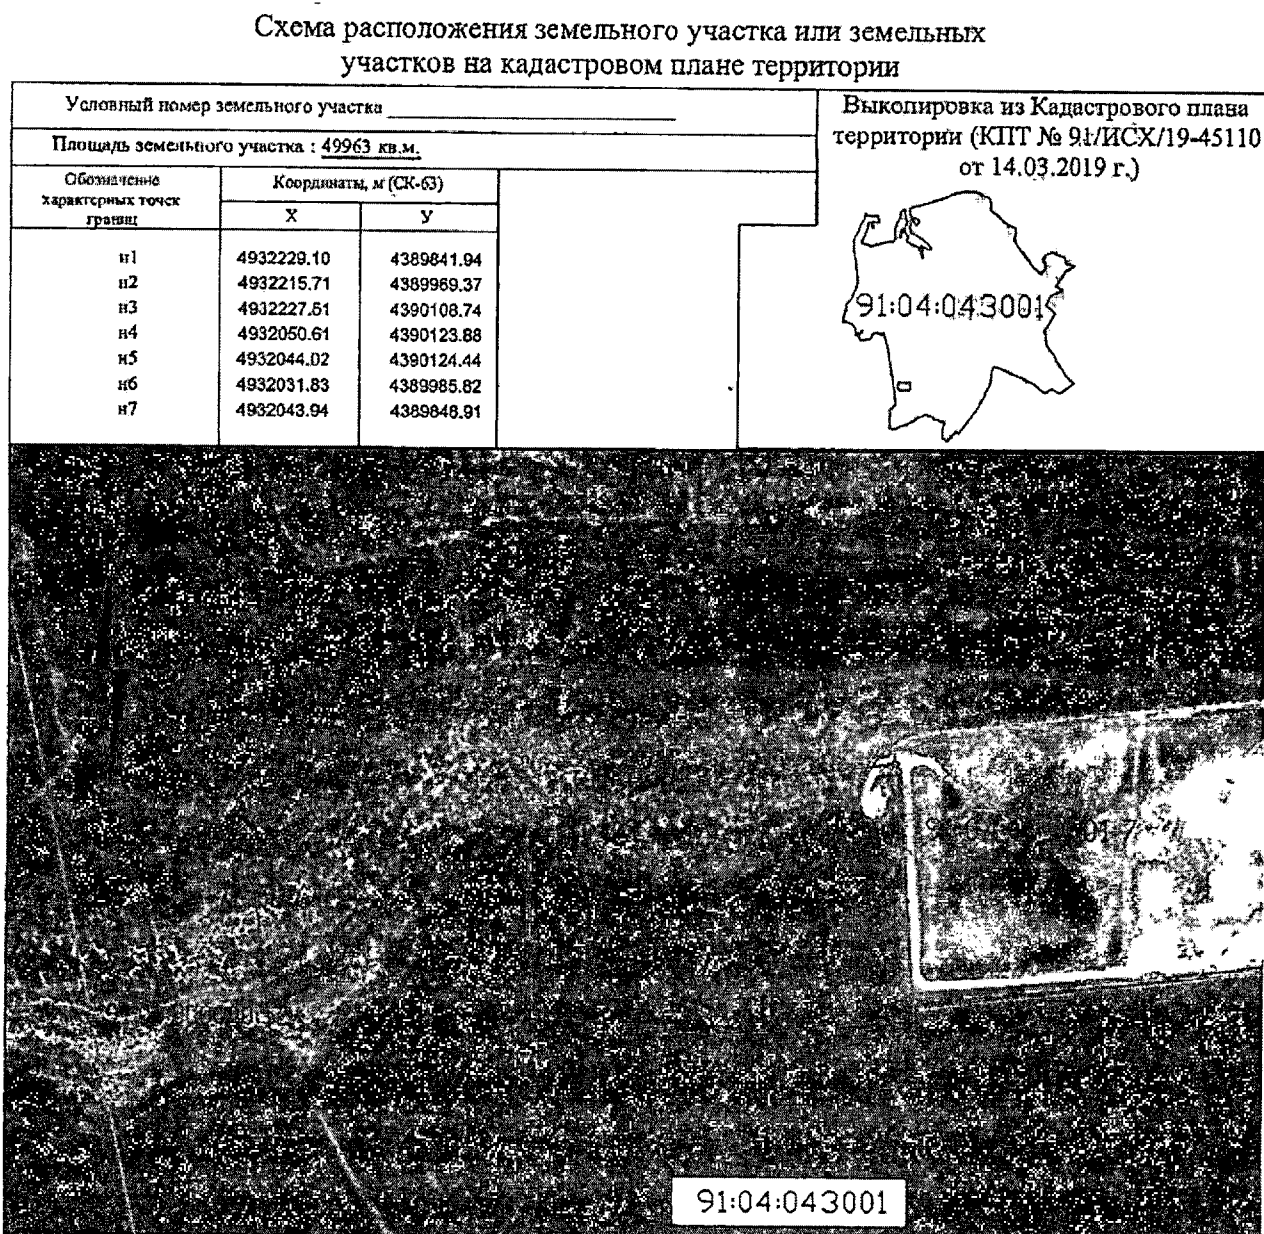 Схема расположения земельного участка или земельных
участков на кадастровом плане территории
Условный номер земельного участка
Площадь земельного участка : 49963 кв.м.
Обозначение
характерных точек
границ
Координаты, м (СК-63)
X У
н1 4932229.10 4389841.94
н2 4932215.71 4389969.37
н3 4932227.51 4390108.74
н4 4932050.61 4390123.88
н5 4932044.02 4390124.44
н6 4932031.83 4389985.82
н7 4932043.94 4389848.91
Выкопировка из Кадастрового плана
территории (КПТ № 91/ИСХ/19-45110
от 14.03.2019 г.)
91:04:043001
91:04:043001